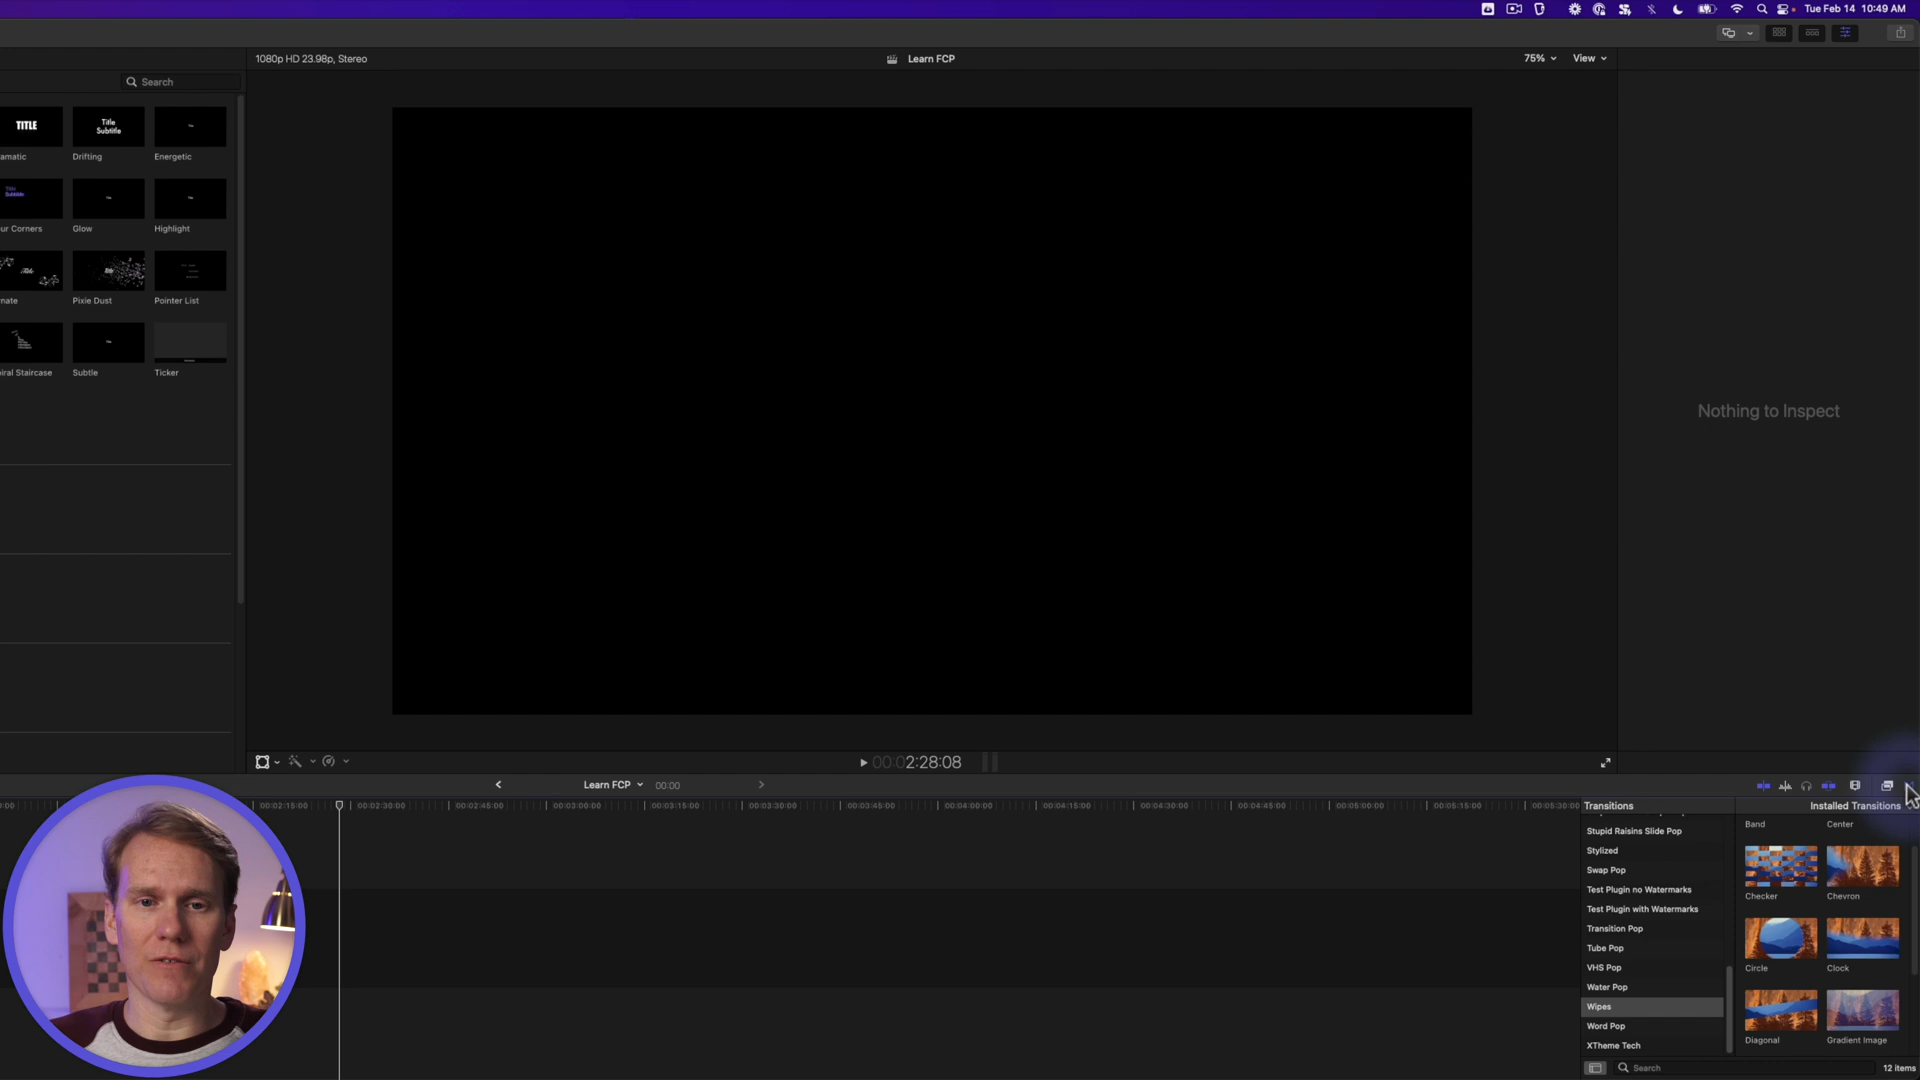 Tue Feb 14 10:49 AM
1080p HD 23.98p, Stereo
Learn FCP
75%
View
Search
TITLE
Title
Subtitle
amatic
Drifting
Energetic
Title
Subtitle
ur Corners
Glow
Highlight
Title
nate
Pixie Dust
Pointer List
iral Staircase
Subtle
Ticker
Nothing to Inspect
00:02:28:08
Learn FCP
00:00
00:02:15:00
00:02:30:00
00:02:45:00
00:03:00:00
00:03:15:00
00:03:30:00
00:03:45:00
00:04:00:00
00:04:15:00
00:04:30:00
00:04:45:00
00:05:00:00
00:05:15:00
00:05:30:00
Transitions
Installed Transitions
Stupid Raisins Slide Pop
Stylized
Swap Pop
Test Plugin no Watermarks
Test Plugin with Watermarks
Transition Pop
Tube Pop
VHS Pop
Water Pop
Wipes
Word Pop
XTheme Tech
Band
Center
Checker
Chevron
Circle
Clock
Diagonal
Gradient Image
Search
12 items